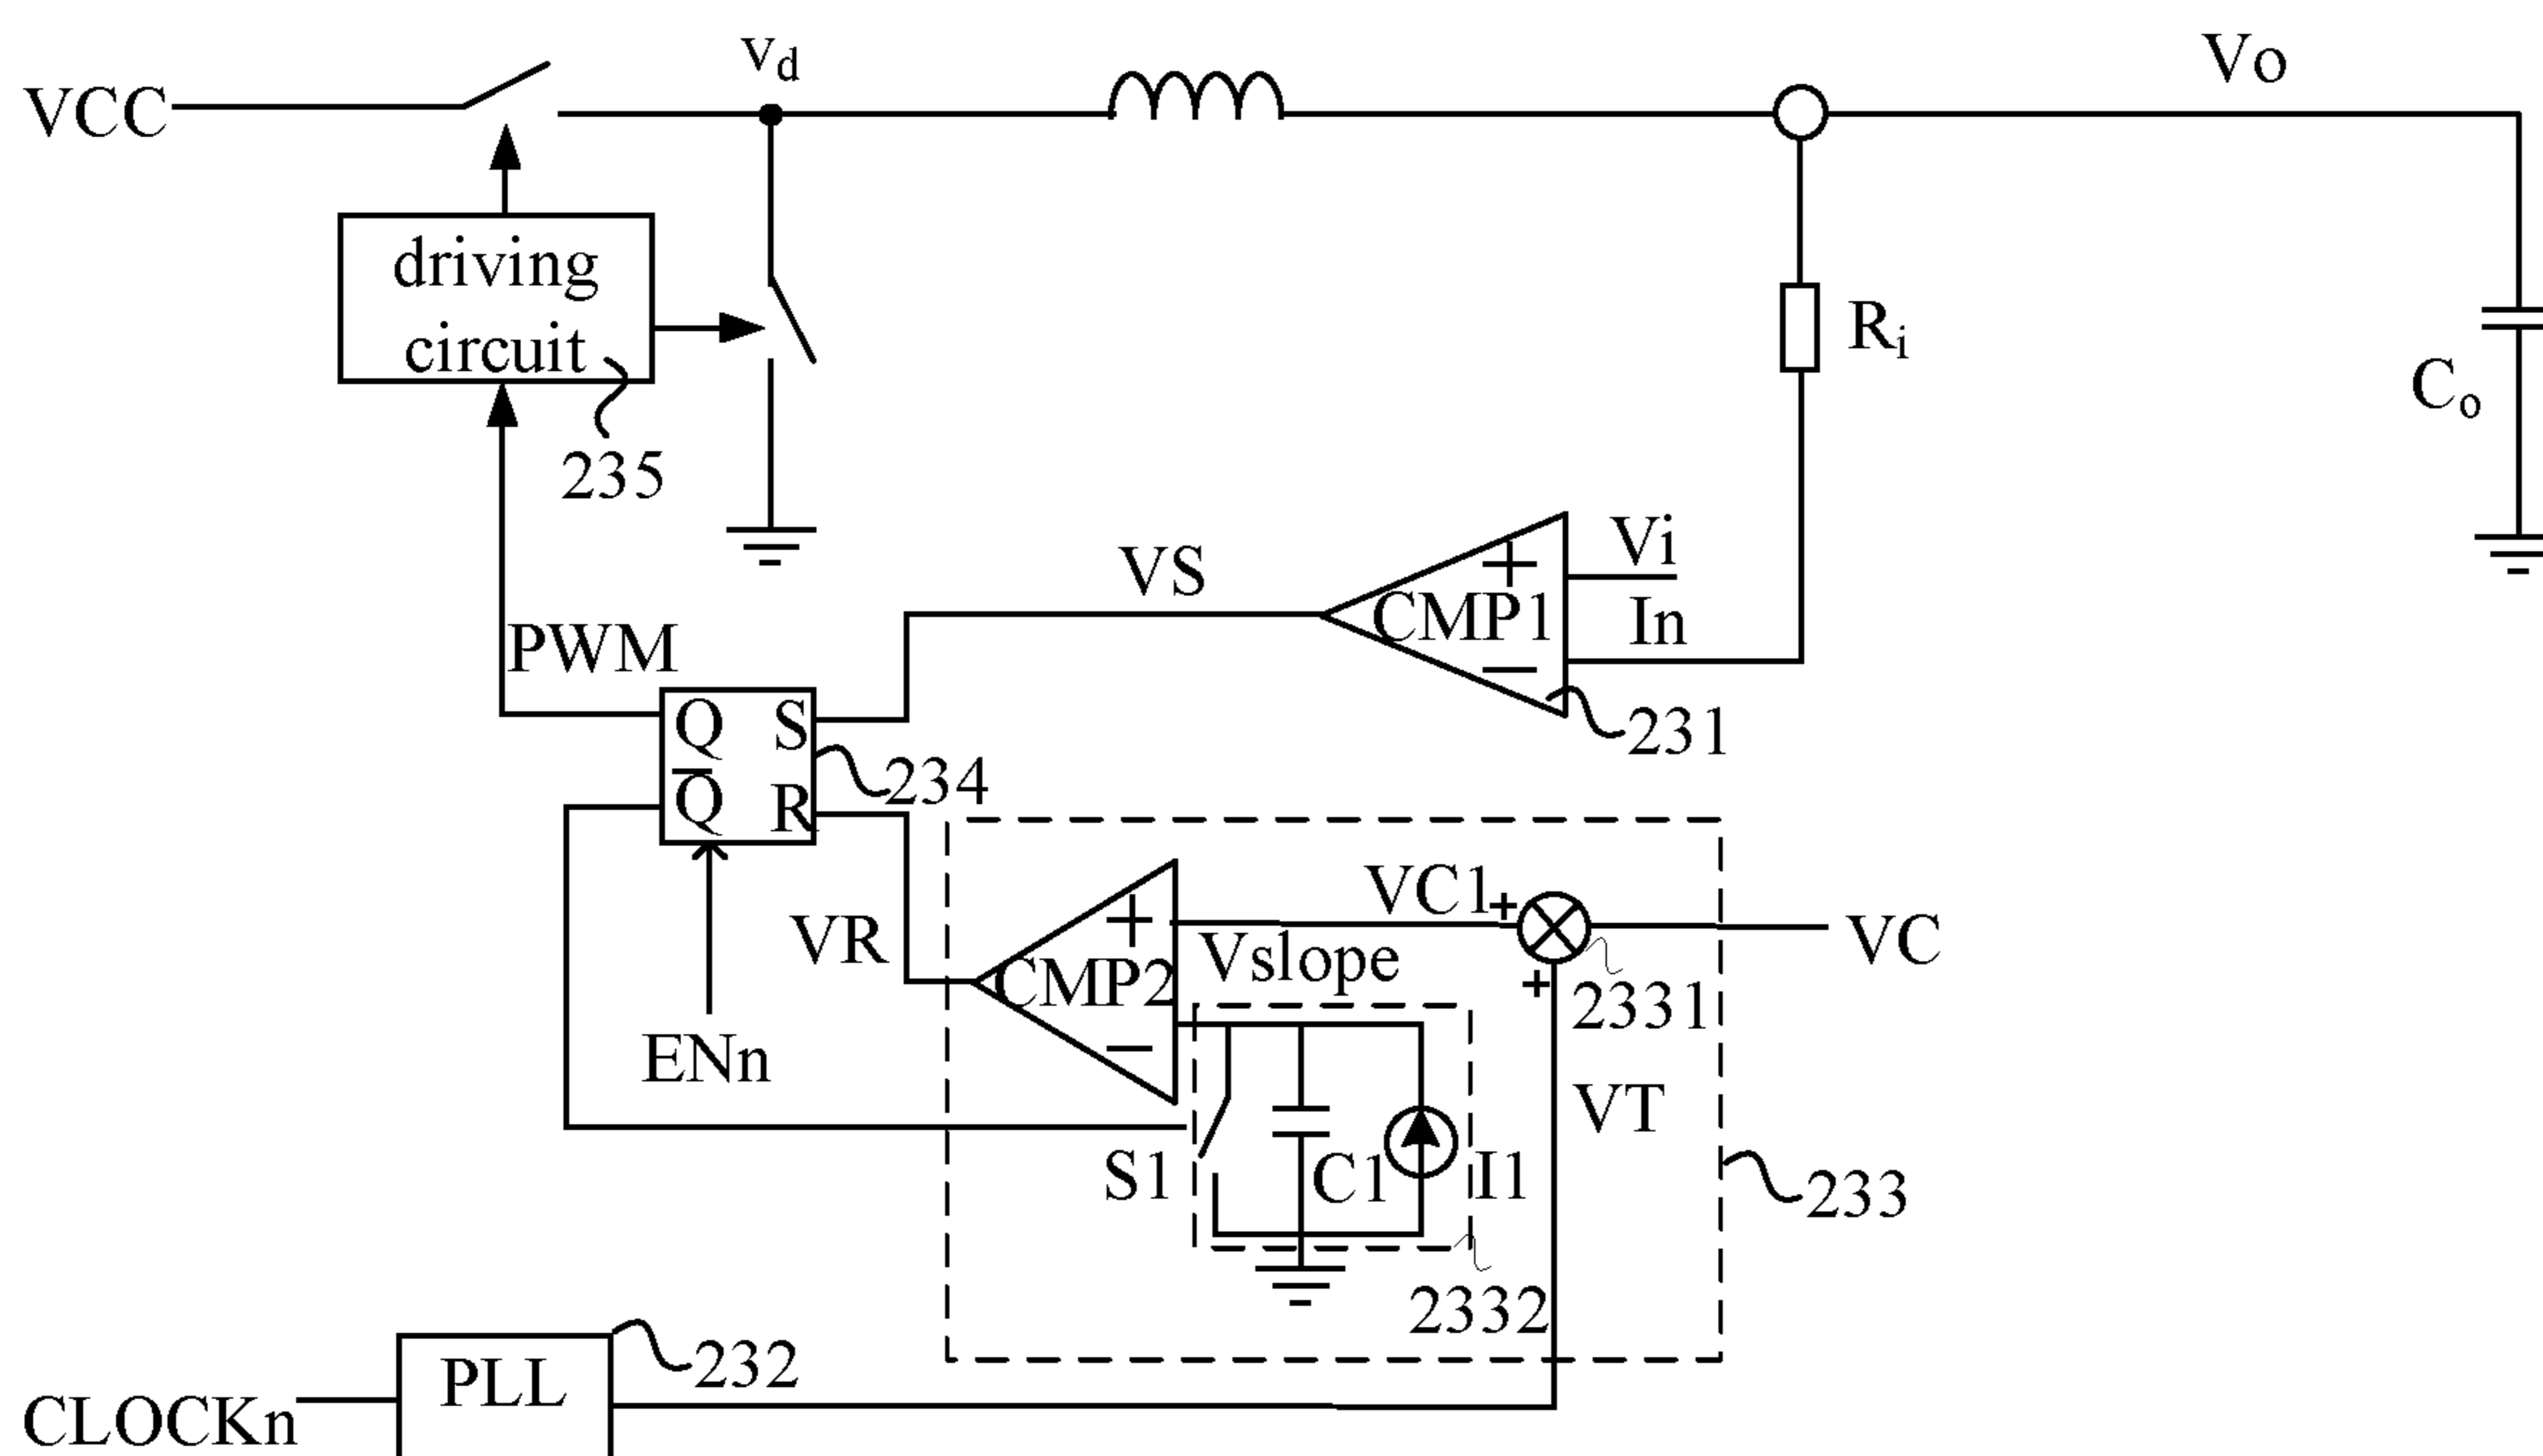 VCC
vd
Vo
driving
circuit
235
Ri
Co
VS
Vi
CMP1
In
231
PWM
Q S
Q̅ R
234
ENn
VR
CMP2
VC1
+
VC
Vslope
+
2331
S1
C1
I1
VT
233
2332
PLL
232
CLOCKn